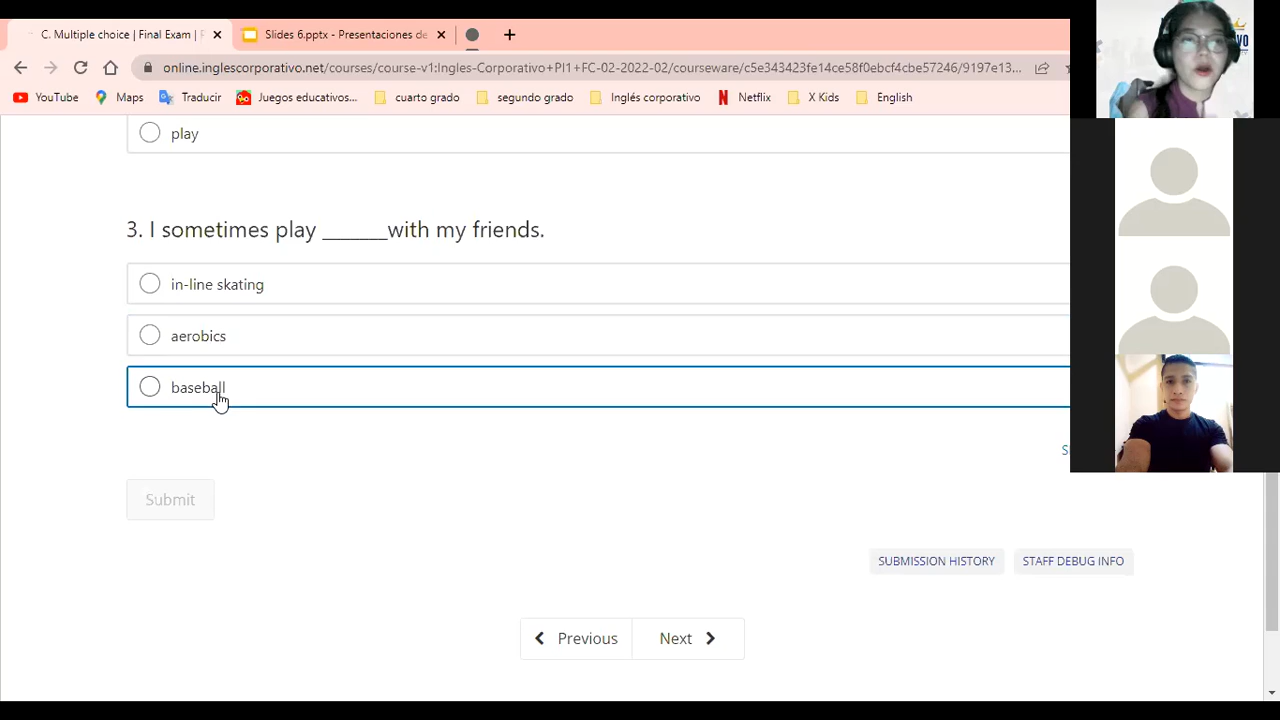 C. Multiple choice | Final Exam |
Slides 6.pptx - Presentaciones de
online.inglescorporativo.net/courses/course-v1:Ingles-Corporativo+PI1+FC-02-2022-02/courseware/c5e343423fe14ce58f0ebcf4cbe57246/9197e13...
YouTube Maps Traducir Juegos educativos... cuarto grado segundo grado Inglés corporativo Netflix X Kids English
play
3. I sometimes play ______with my friends.
in-line skating
aerobics
baseball
Submit
SUBMISSION HISTORY STAFF DEBUG INFO
Previous Next